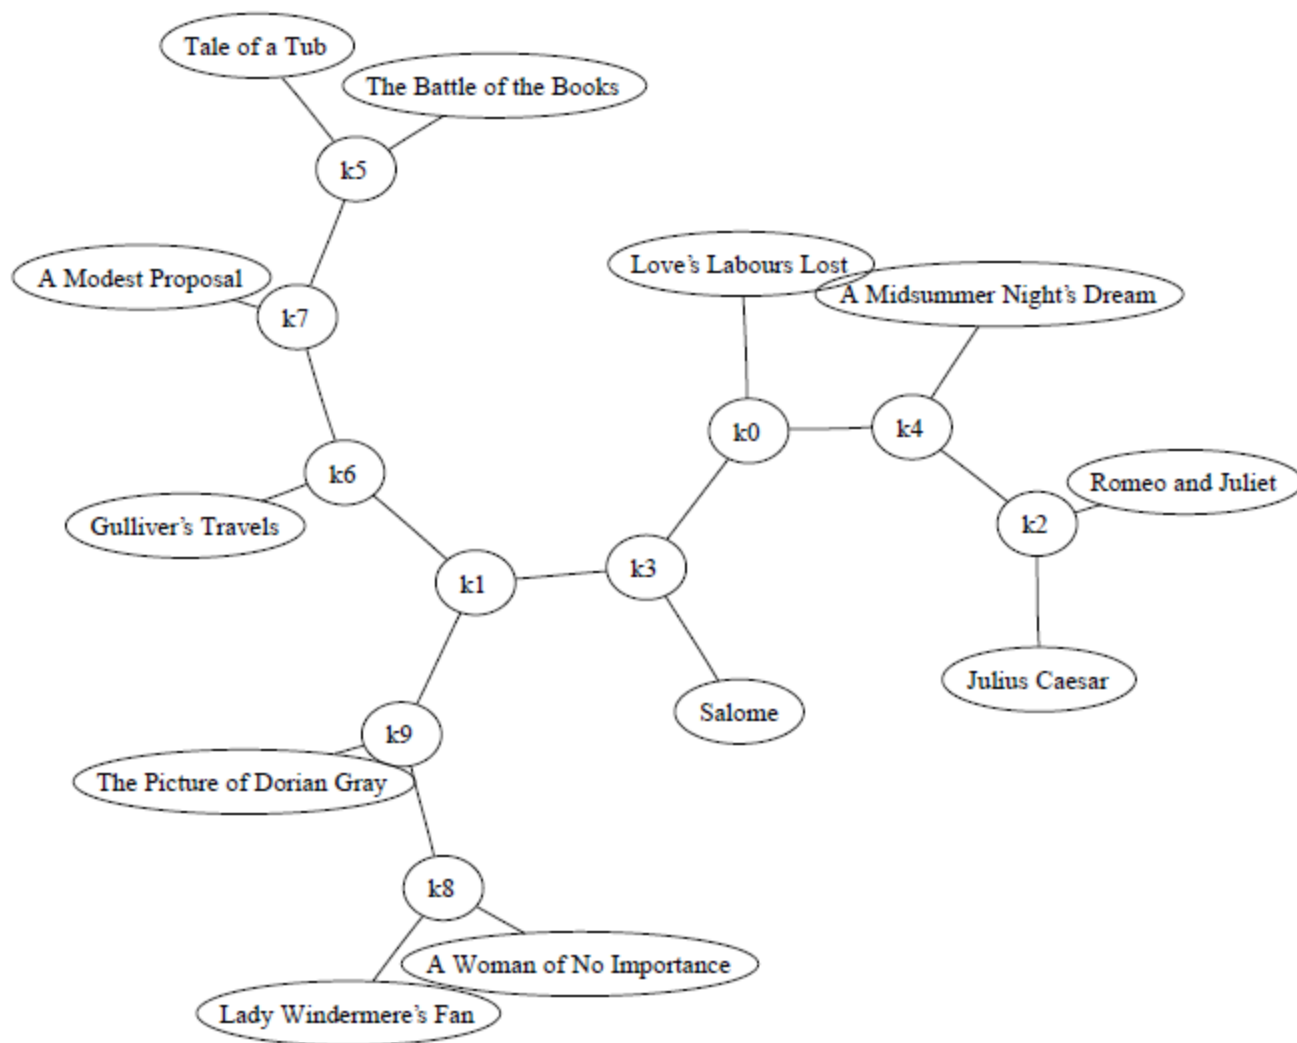 Tale of a Tub
The Battle of the Books
k5
Love's Labours Lost
A Modest Proposal
A Midsummer Night's Dream
k7
k0
k4
k6
Romeo and Juliet
Gulliver's Travels
k2
k1
k3
Julius Caesar
Salome
k9
The Picture of Dorian Gray
k8
A Woman of No Importance
Lady Windermere's Fan